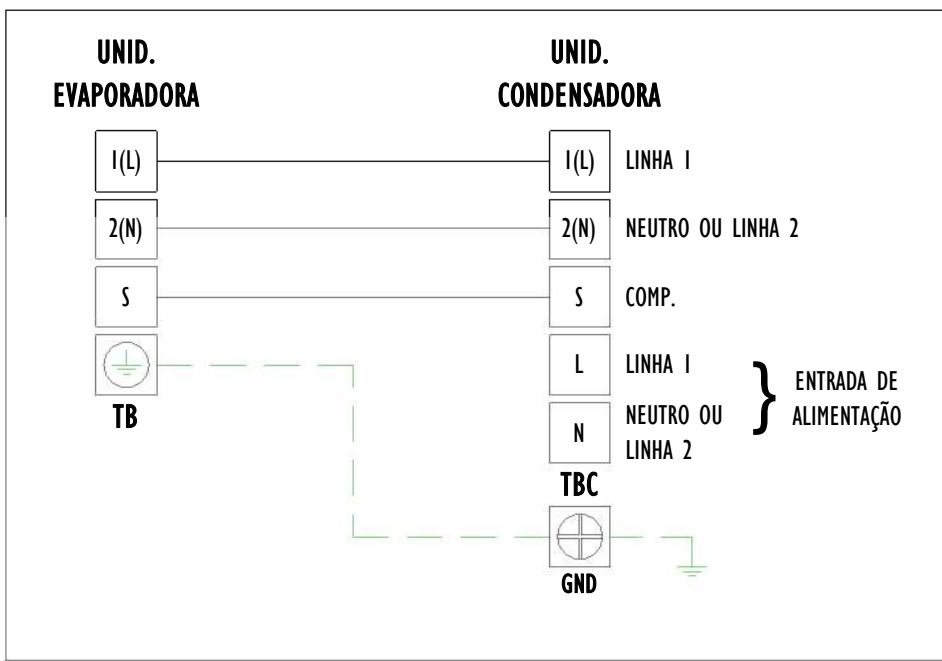 UNID.
EVAPORADORA
UNID.
CONDENSADORA
1(L)
1(L)
LINHA 1
2(N)
2(N)
NEUTRO OU LINHA 2
S
S
COMP.
L
LINHA 1
N
NEUTRO OU
LINHA 2
ENTRADA DE
ALIMENTAÇÃO
TB
TBC
GND